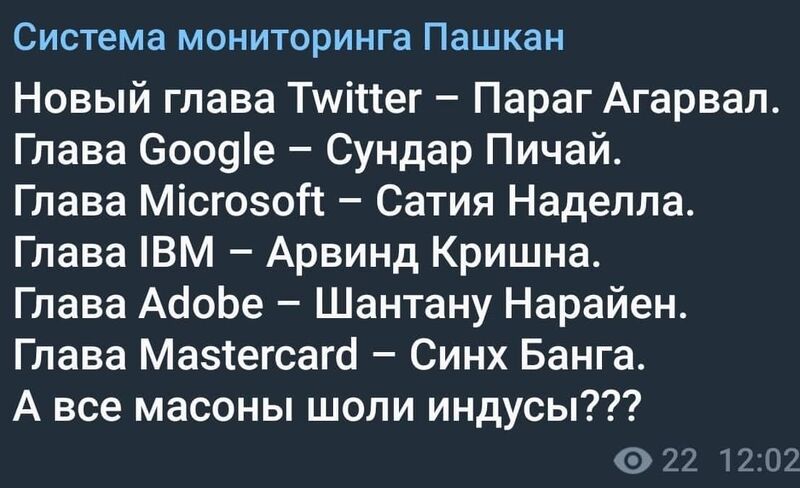 Система мониторинга Пашкан
Новый глава Twitter – Параг Агарвал.
Глава Google – Сундар Пичай.
Глава Microsoft – Сатия Наделла.
Глава IBM – Арвинд Кришна.
Глава Adobe – Шантану Нарайен.
Глава Mastercard – Синх Банга.
А все масоны шоли индусы???
22 12:02